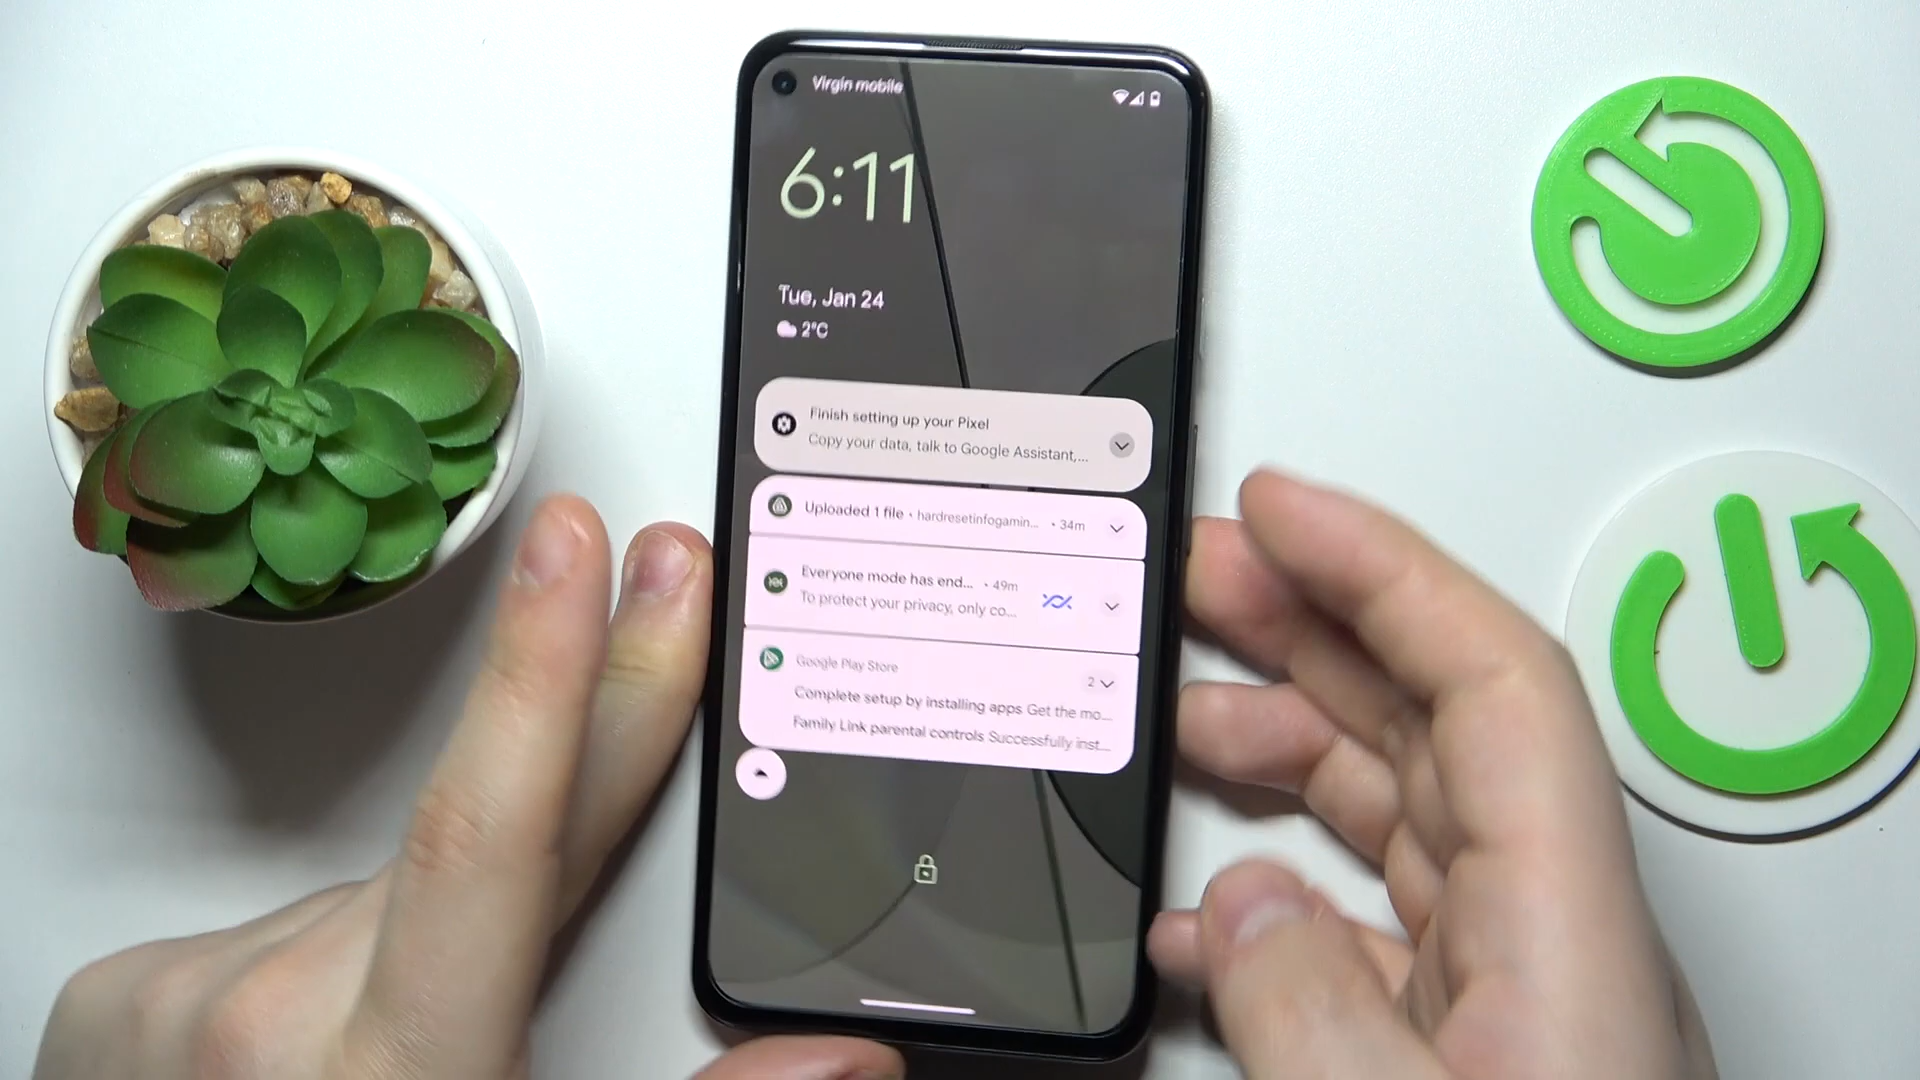 Virgin mobile
6:11
Tue, Jan 24
2°C
Finish setting up your Pixel
Copy your data, talk to Google Assistant,...
Uploaded 1 file • hardresetinfogamin... • 34m
Everyone mode has end... • 49m
To protect your privacy, only co...
Google Play Store
2
Complete setup by installing apps Get the mo...
Family Link parental controls Successfully inst...